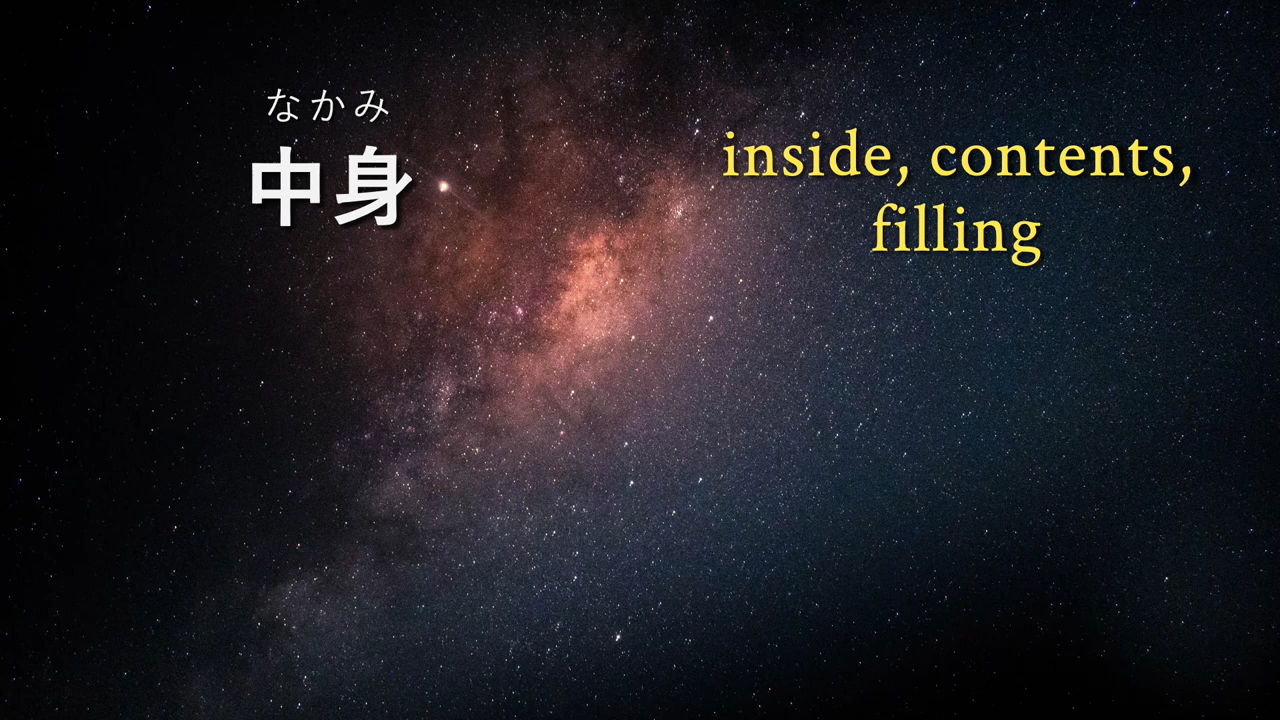 なかみ
中身
inside, contents,
filling